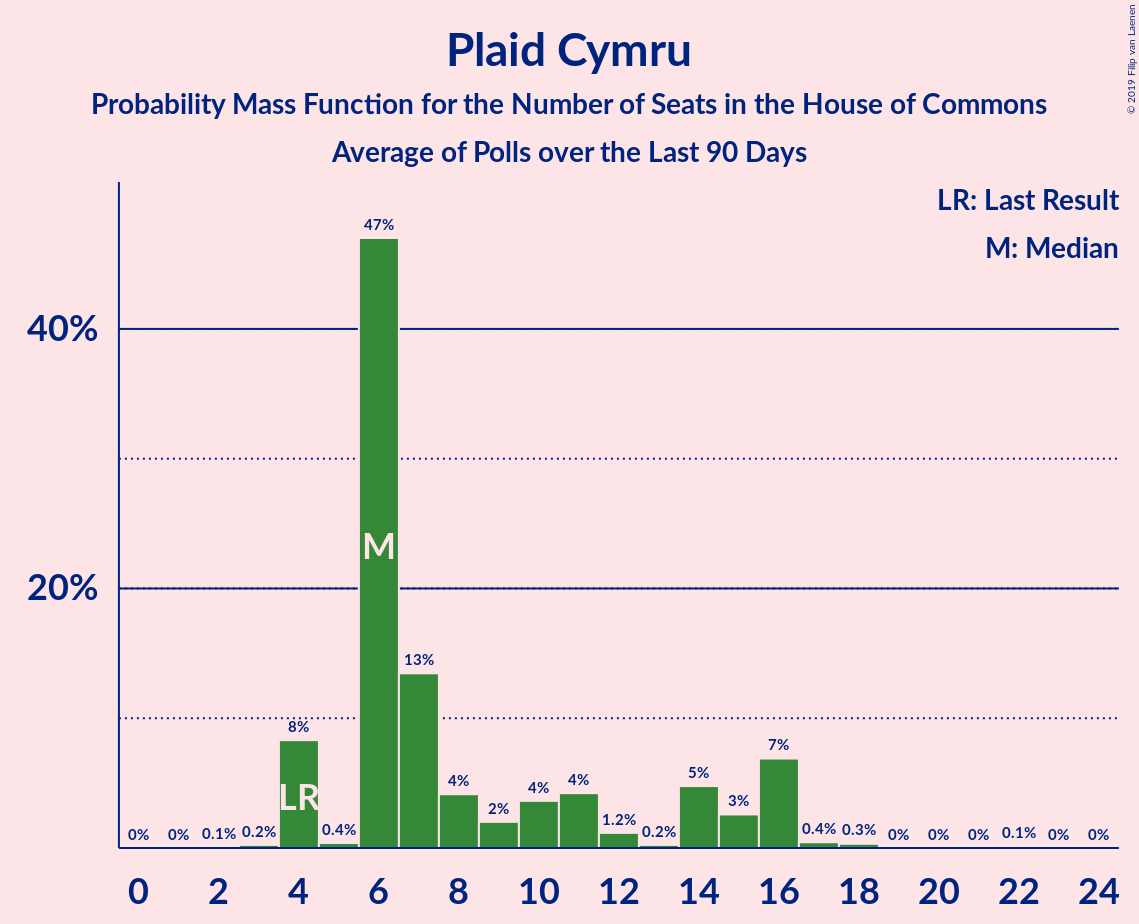 Plaid Cymru
Probability Mass Function for the Number of Seats in the House of Commons
Average of Polls over the Last 90 Days
© 2019 Filip van Laenen
LR: Last Result
M: Median
40%
20%
0% 0% 0.1% 0.2% 8% 0.4% 47% 13% 4% 2% 4% 4% 1.2% 0.2% 5% 3% 7% 0.4% 0.3% 0% 0% 0% 0.1% 0% 0%
M
LR
0 2 4 6 8 10 12 14 16 18 20 22 24